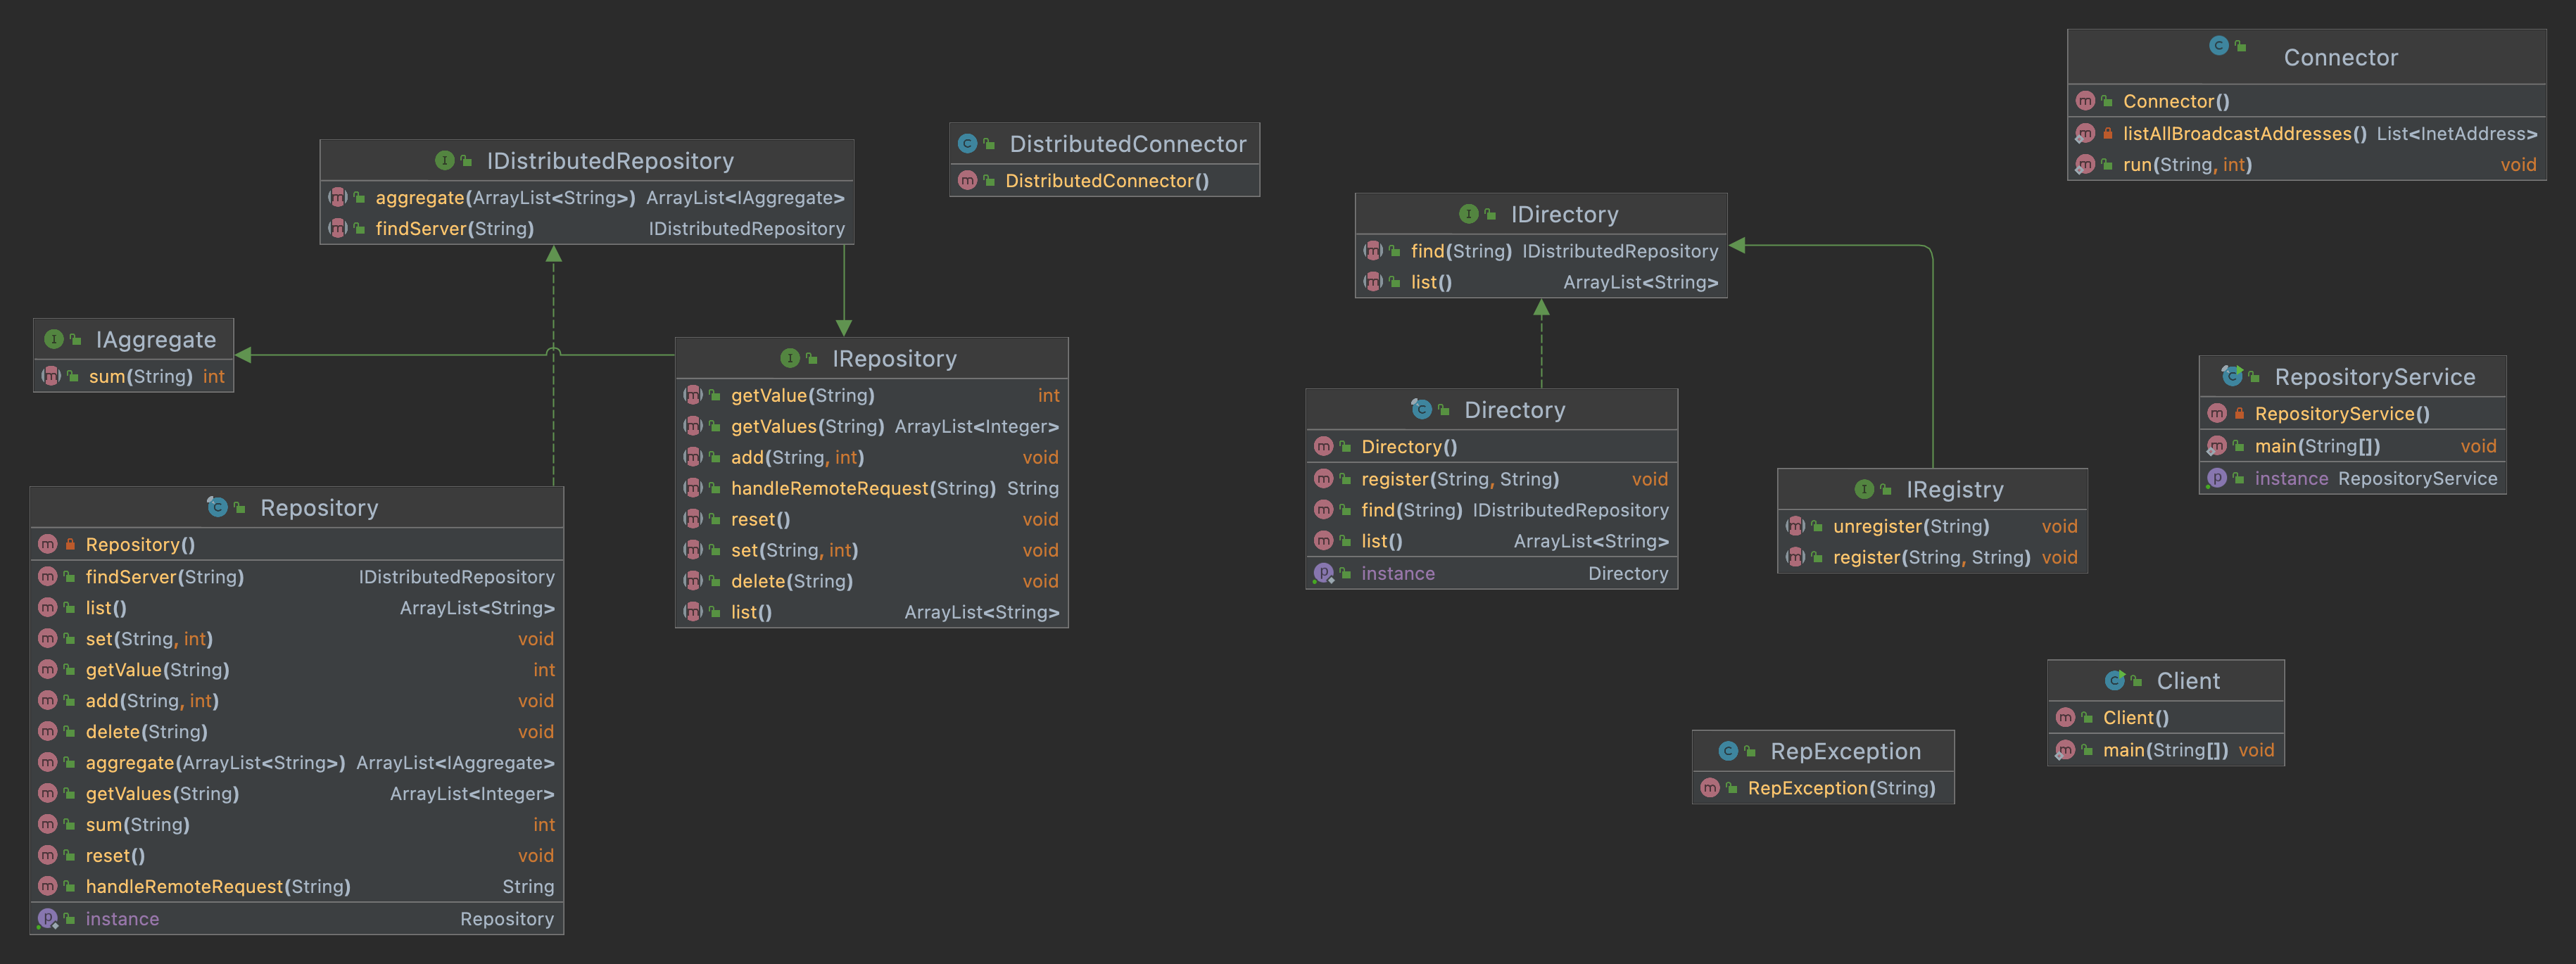 Connector
Connector()
listAllBroadcastAddresses() List<InetAddress>
run(String, int) void
IDistributedRepository
aggregate(ArrayList<String>) ArrayList<IAggregate>
findServer(String) IDistributedRepository
DistributedConnector
DistributedConnector()
IDirectory
find(String) IDistributedRepository
list() ArrayList<String>
IAggregate
sum(String) int
IRepository
getValue(String) int
getValues(String) ArrayList<Integer>
add(String, int) void
handleRemoteRequest(String) String
reset() void
set(String, int) void
delete(String) void
list() ArrayList<String>
Directory
Directory()
register(String, String) void
find(String) IDistributedRepository
list() ArrayList<String>
instance Directory
RepositoryService
RepositoryService()
main(String[]) void
instance RepositoryService
IRegistry
unregister(String) void
register(String, String) void
Repository
Repository()
findServer(String) IDistributedRepository
list() ArrayList<String>
set(String, int) void
getValue(String) int
add(String, int) void
delete(String) void
aggregate(ArrayList<String>) ArrayList<IAggregate>
getValues(String) ArrayList<Integer>
sum(String) int
reset() void
handleRemoteRequest(String) String
instance Repository
Client
Client()
main(String[]) void
RepException
RepException(String)